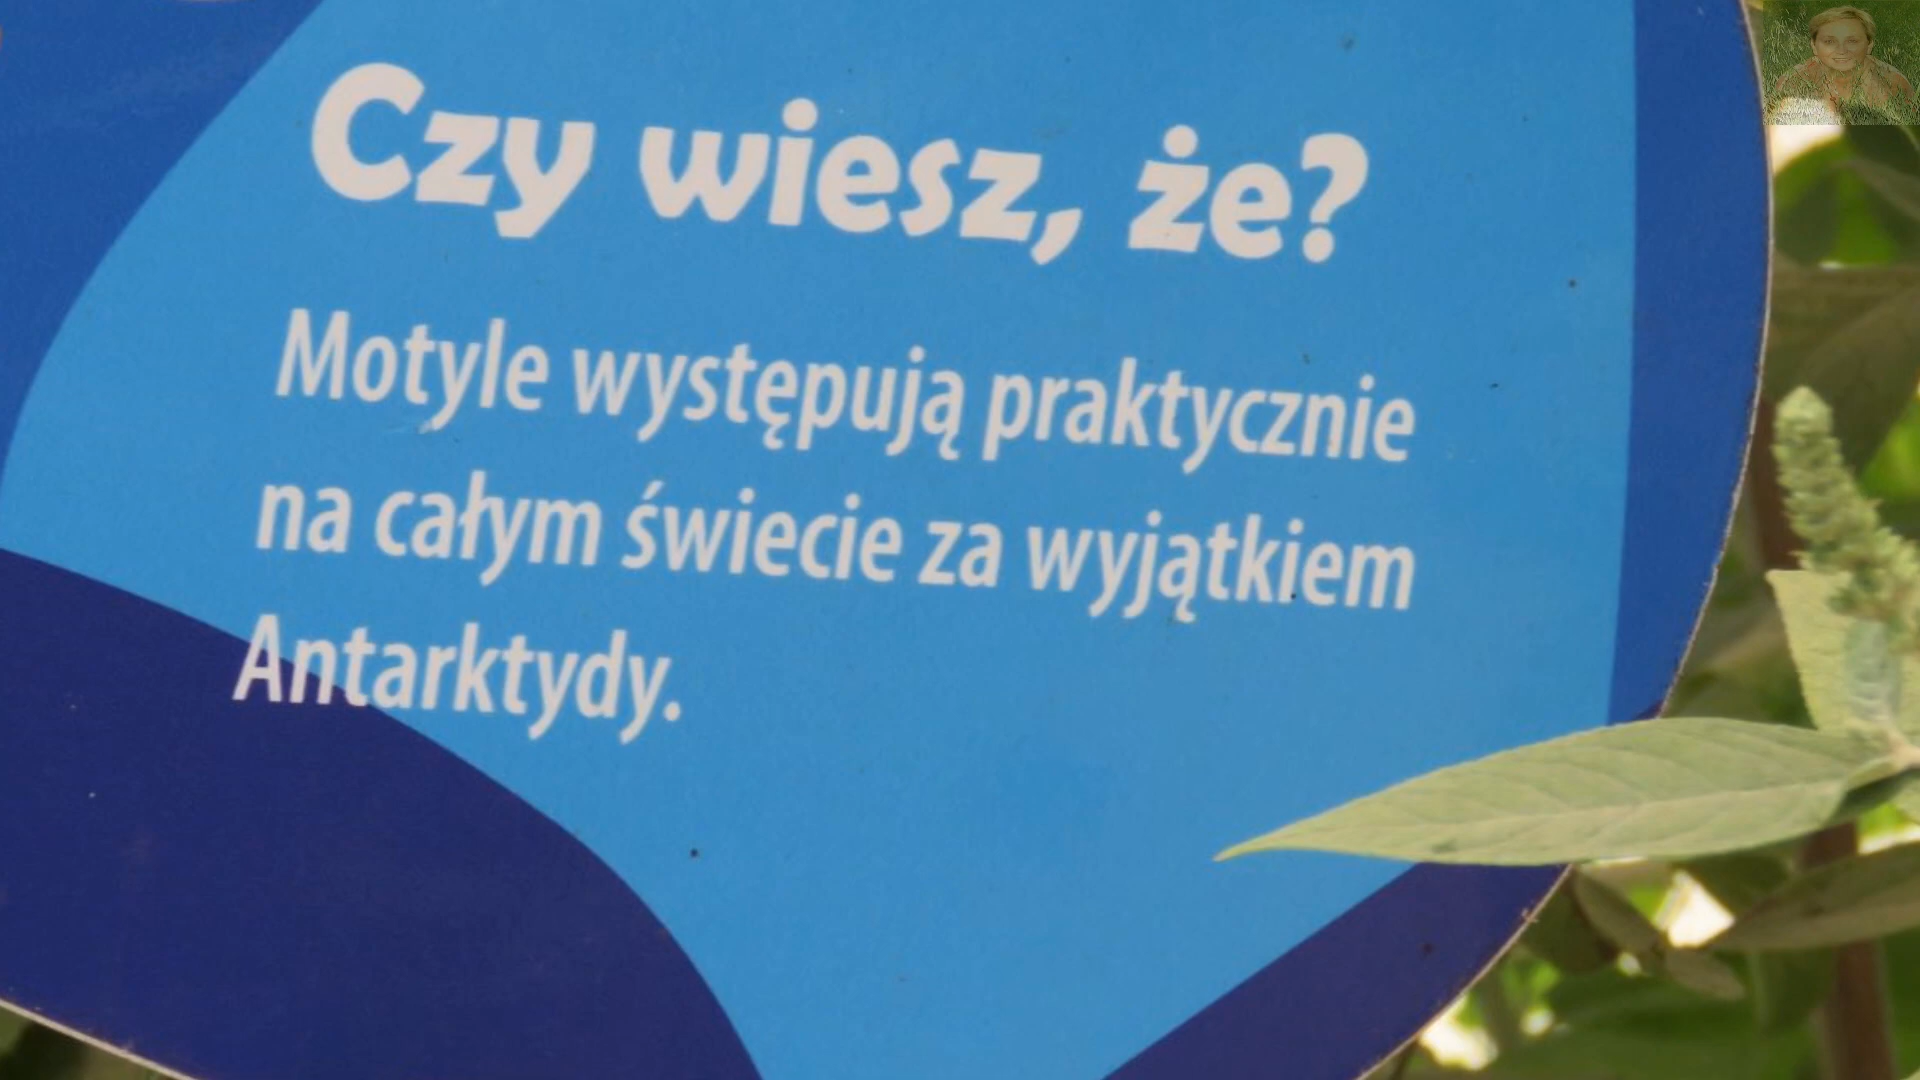 Czy wiesz, że?
Motyle występują praktycznie
na całym świecie za wyjątkiem
Antarktydy.